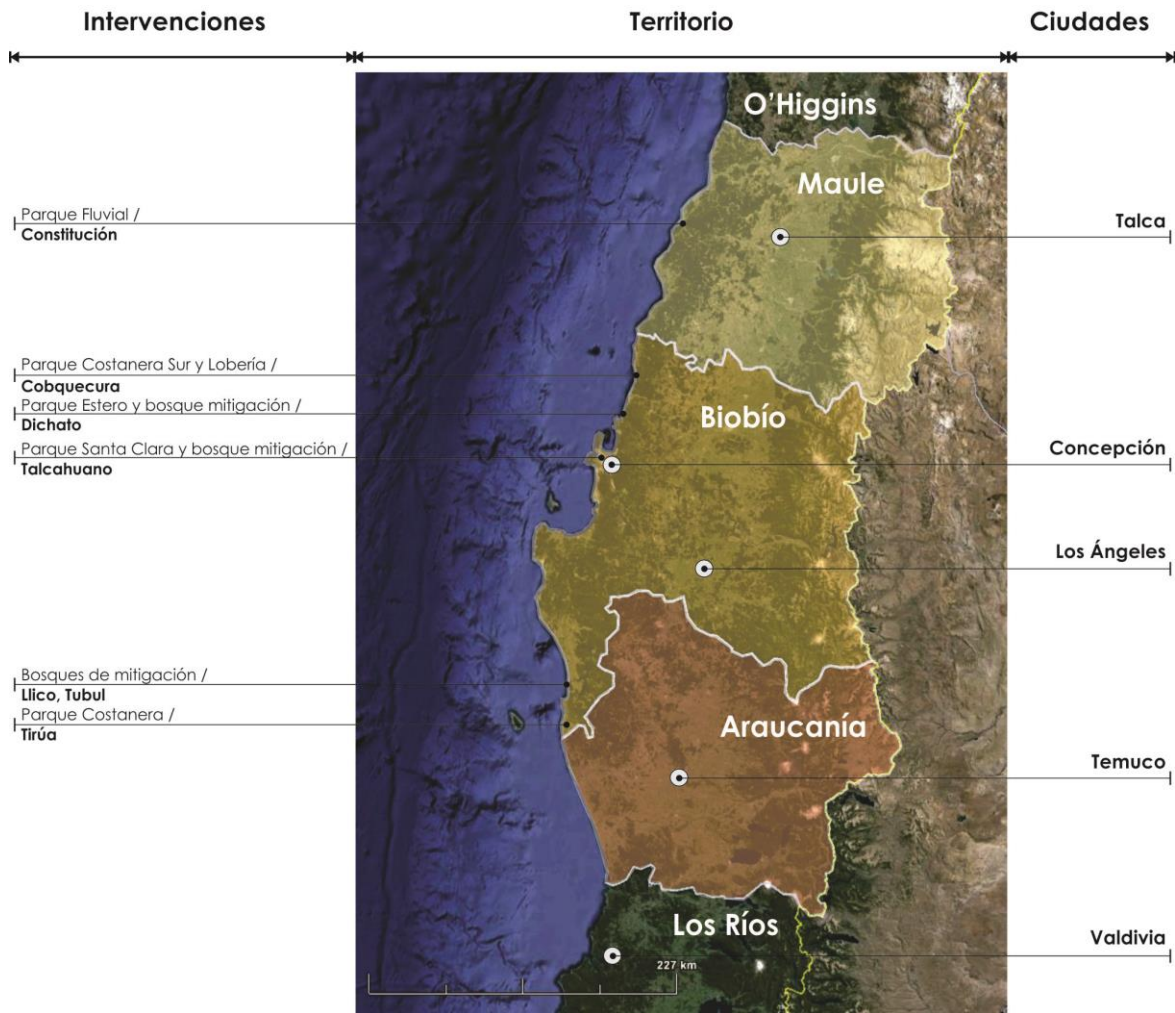 Intervenciones
Territorio
Ciudades
O'Higgins
Maule
Parque Fluvial /
Constitución
Talca
Parque Costanera Sur y Lobería /
Cobquecura
Parque Estero y bosque mitigación /
Dichato
Biobío
Parque Santa Clara y bosque mitigación /
Talcahuano
Concepción
Los Ángeles
Bosques de mitigación /
Llico, Tubul
Parque Costanera /
Tirúa
Araucanía
Temuco
Los Ríos
Valdivia
227 km